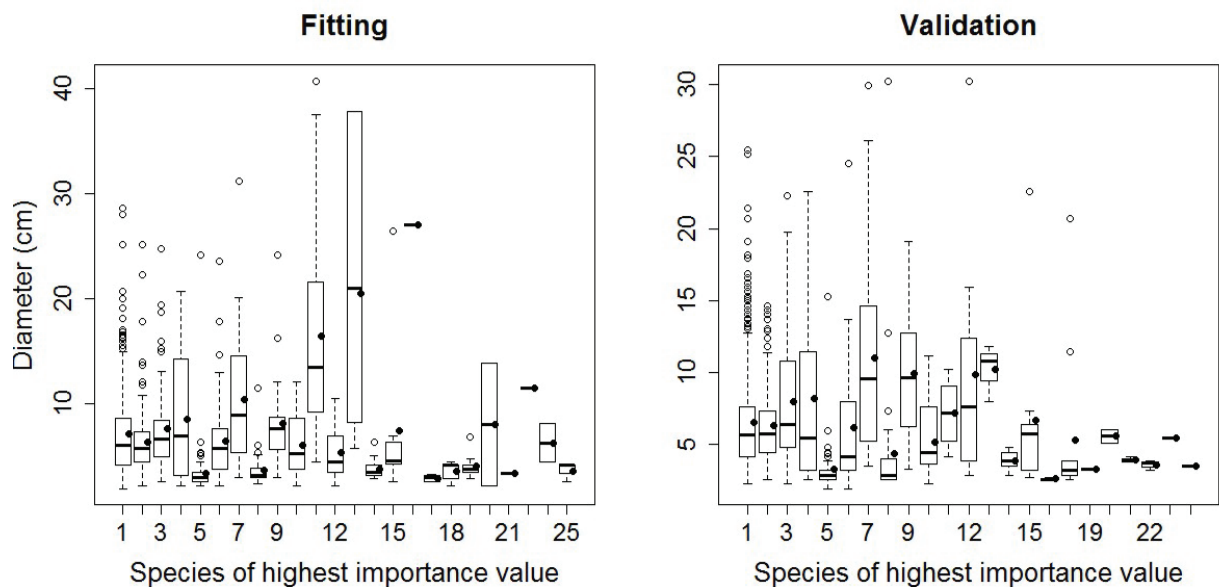 Fitting
Diameter (cm)
40
30
20
10
1 3 5 7 9 12 15 18 21 25
Species of highest importance value
Validation
30
25
20
15
10
5
1 3 5 7 9 12 15 19 22
Species of highest importance value